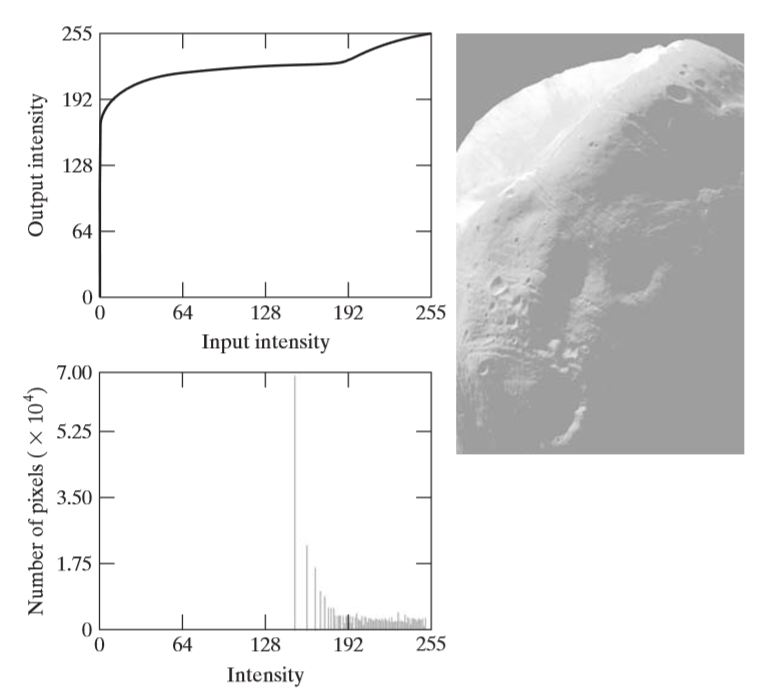 255
192
128
64
0
Output intensity
0 64 128 192 255
Input intensity
7.00
5.25
3.50
1.75
0
Number of pixels ( × 10⁴)
0 64 128 192 255
Intensity